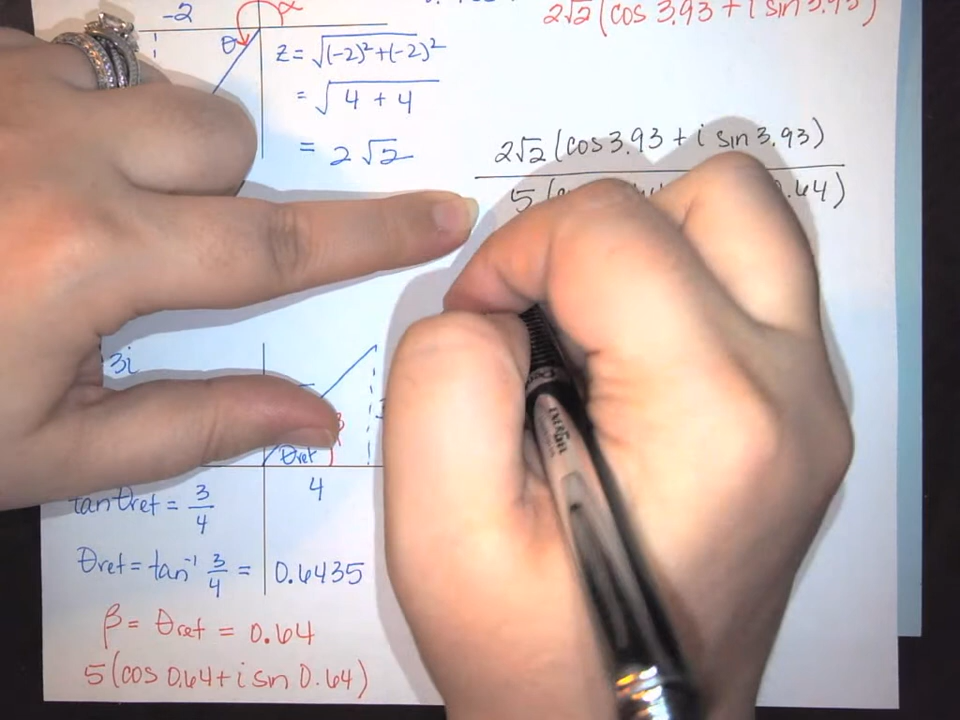 -2
α
2√2 (cos 3.93 + i sin 3.93)
θ
z = √(-2)² + (-2)²
= √4 + 4
= 2√2
2√2 (cos 3.93 + i sin 3.93)
5 ( .64)
3i
θref
4
tan θref = 3/4
θref = tan⁻¹ 3/4 = 0.6435
β = θref = 0.64
5 (cos 0.64 + i sin 0.64)